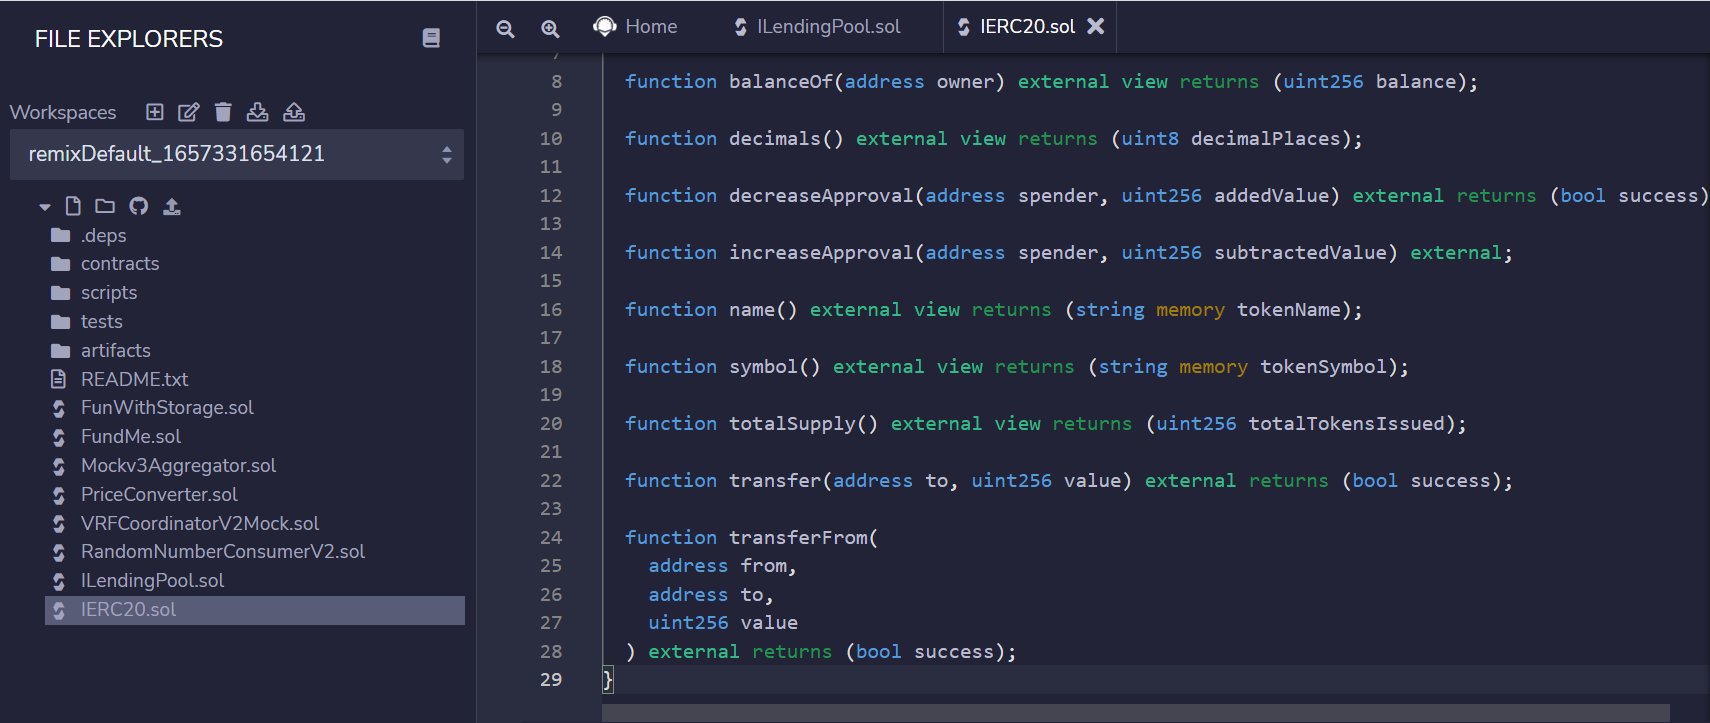 FILE EXPLORERS
Workspaces
remixDefault_1657331654121
.deps
contracts
scripts
tests
artifacts
README.txt
FunWithStorage.sol
FundMe.sol
Mockv3Aggregator.sol
PriceConverter.sol
VRFCoordinatorV2Mock.sol
RandomNumberConsumerV2.sol
ILendingPool.sol
IERC20.sol
Home ILendingPool.sol IERC20.sol
7
8 function balanceOf(address owner) external view returns (uint256 balance);
9
10 function decimals() external view returns (uint8 decimalPlaces);
11
12 function decreaseApproval(address spender, uint256 addedValue) external returns (bool success)
13
14 function increaseApproval(address spender, uint256 subtractedValue) external;
15
16 function name() external view returns (string memory tokenName);
17
18 function symbol() external view returns (string memory tokenSymbol);
19
20 function totalSupply() external view returns (uint256 totalTokensIssued);
21
22 function transfer(address to, uint256 value) external returns (bool success);
23
24 function transferFrom(
25 address from,
26 address to,
27 uint256 value
28 ) external returns (bool success);
29 }